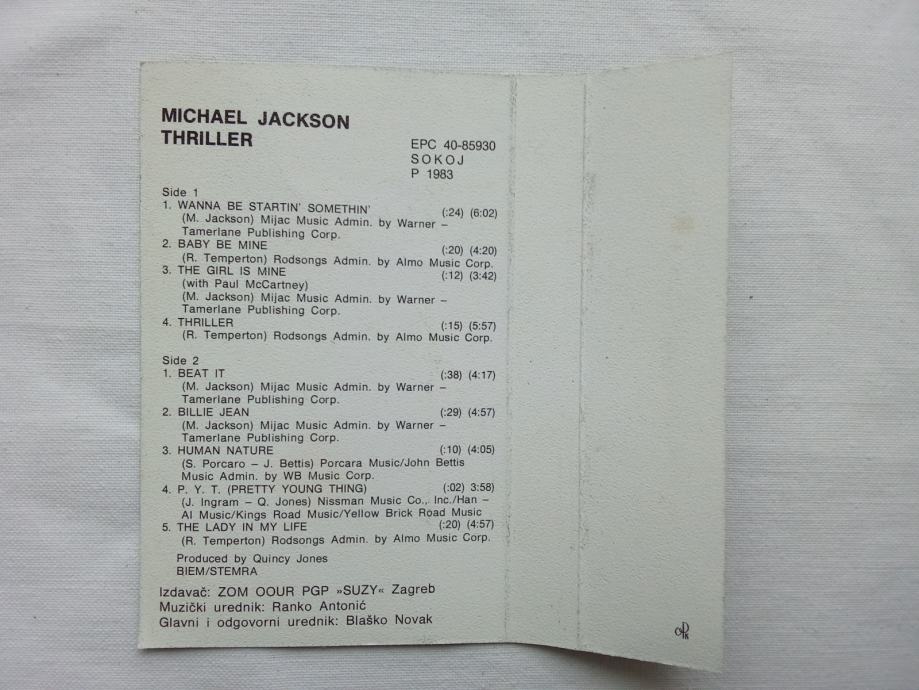 MICHAEL JACKSON
THRILLER
EPC 40-85930
SOKOJ
P 1983
Side 1
1. WANNA BE STARTIN' SOMETHIN' (:24) (6:02)
(M. Jackson) Mijac Music Admin. by Warner –
Tamerlane Publishing Corp.
2. BABY BE MINE (:20) (4:20)
(R. Temperton) Rodsongs Admin. by Almo Music Corp.
3. THE GIRL IS MINE (:12) (3:42)
(with Paul McCartney)
(M. Jackson) Mijac Music Admin. by Warner –
Tamerlane Publishing Corp.
4. THRILLER (:15) (5:57)
(R. Temperton) Rodsongs Admin. by Almo Music Corp.
Side 2
1. BEAT IT (:38) (4:17)
(M. Jackson) Mijac Music Admin. by Warner –
Tamerlane Publishing Corp.
2. BILLIE JEAN (:29) (4:57)
(M. Jackson) Mijac Music Admin. by Warner –
Tamerlane Publishing Corp.
3. HUMAN NATURE (:10) (4:05)
(S. Porcaro – J. Bettis) Porcara Music/John Bettis
Music Admin. by WB Music Corp.
4. P. Y. T. (PRETTY YOUNG THING) (:02) 3:58)
(J. Ingram – Q. Jones) Nissman Music Co., Inc./Han –
Al Music/Kings Road Music/Yellow Brick Road Music
5. THE LADY IN MY LIFE (:20) (4:57)
(R. Temperton) Rodsongs Admin. by Almo Music Corp.
Produced by Quincy Jones
BIEM/STEMRA
Izdavač: ZOM OOUR PGP »SUZY« Zagreb
Muzički urednik: Ranko Antonić
Glavni i odgovorni urednik: Blaško Novak